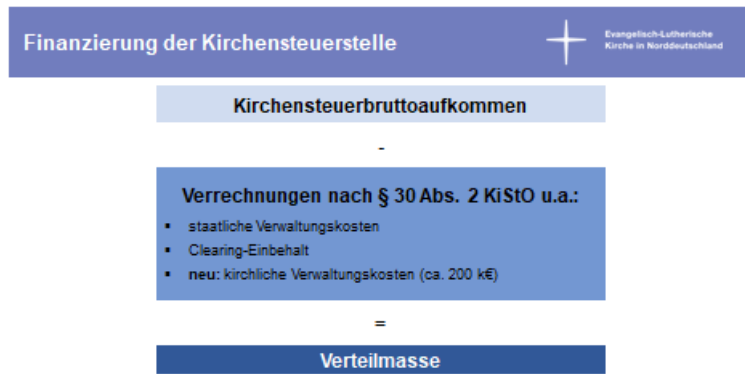 Finanzierung der Kirchensteuerstelle
Evangelisch-Lutherische
Kirche in Norddeutschland
Kirchensteuerbruttoaufkommen
-
Verrechnungen nach § 30 Abs. 2 KiStO u.a.:
▪ staatliche Verwaltungskosten
▪ Clearing-Einbehalt
▪ neu: kirchliche Verwaltungskosten (ca. 200 k€)
=
Verteilmasse